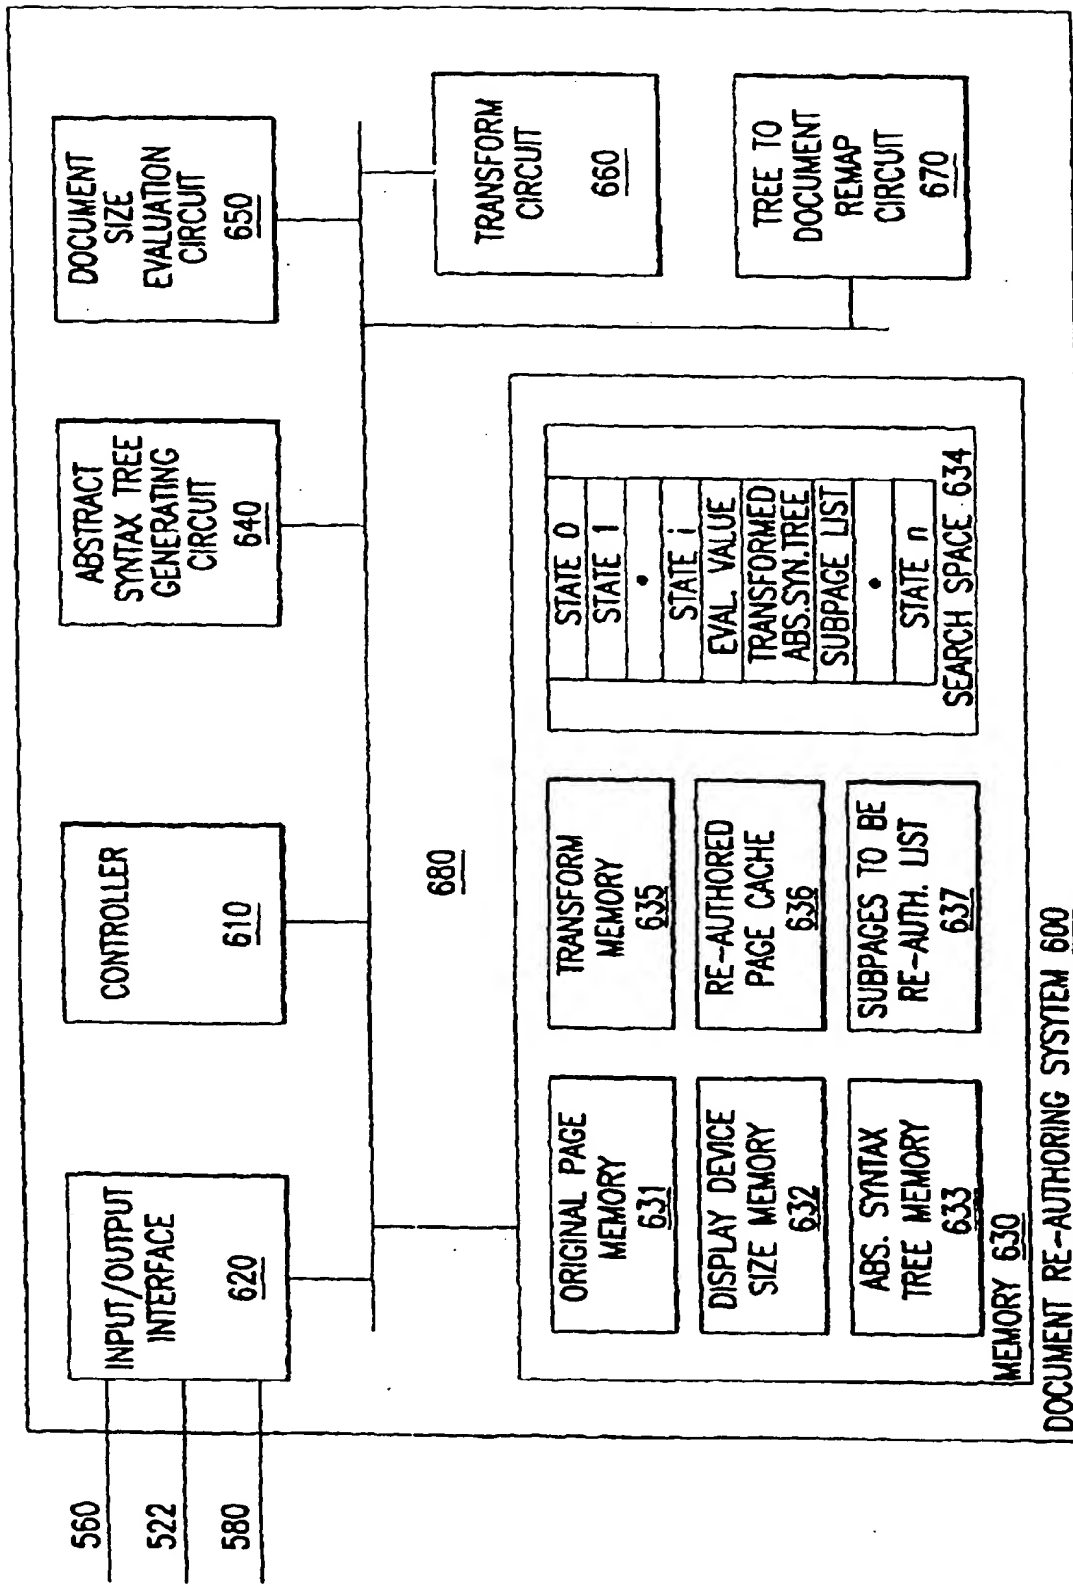 560
522
580
INPUT/OUTPUT
INTERFACE
620
CONTROLLER
610
ABSTRACT
SYNTAX TREE
GENERATING
CIRCUIT
640
DOCUMENT
SIZE
EVALUATION
CIRCUIT
650
680
TRANSFORM
CIRCUIT
660
TREE TO
DOCUMENT
REMAP
CIRCUIT
670
ORIGINAL PAGE
MEMORY
631
DISPLAY DEVICE
SIZE MEMORY
632
ABS. SYNTAX
TREE MEMORY
633
TRANSFORM
MEMORY
635
RE-AUTHORED
PAGE CACHE
636
SUBPAGES TO BE
RE-AUTH. LIST
637
STATE 0
STATE 1
•
STATE i
EVAL. VALUE
TRANSFORMED
ABS.SYN.TREE
SUBPAGE LIST
•
STATE n
SEARCH SPACE 634
MEMORY 630
DOCUMENT RE-AUTHORING SYSYTEM 600